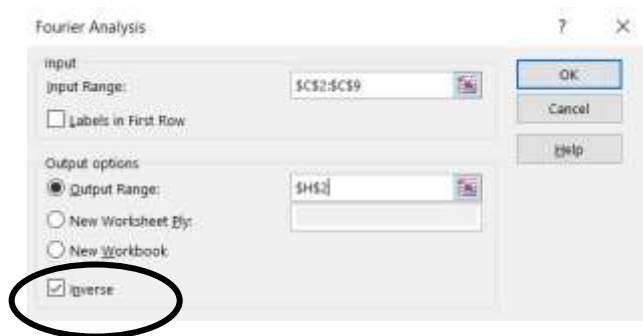 Fourier Analysis ? ×
Input
Input Range: $C$2:$C$9 OK
Labels in First Row Cancel
Help
Output options
Output Range: $H$2
New Worksheet Ply:
New Workbook
Inverse